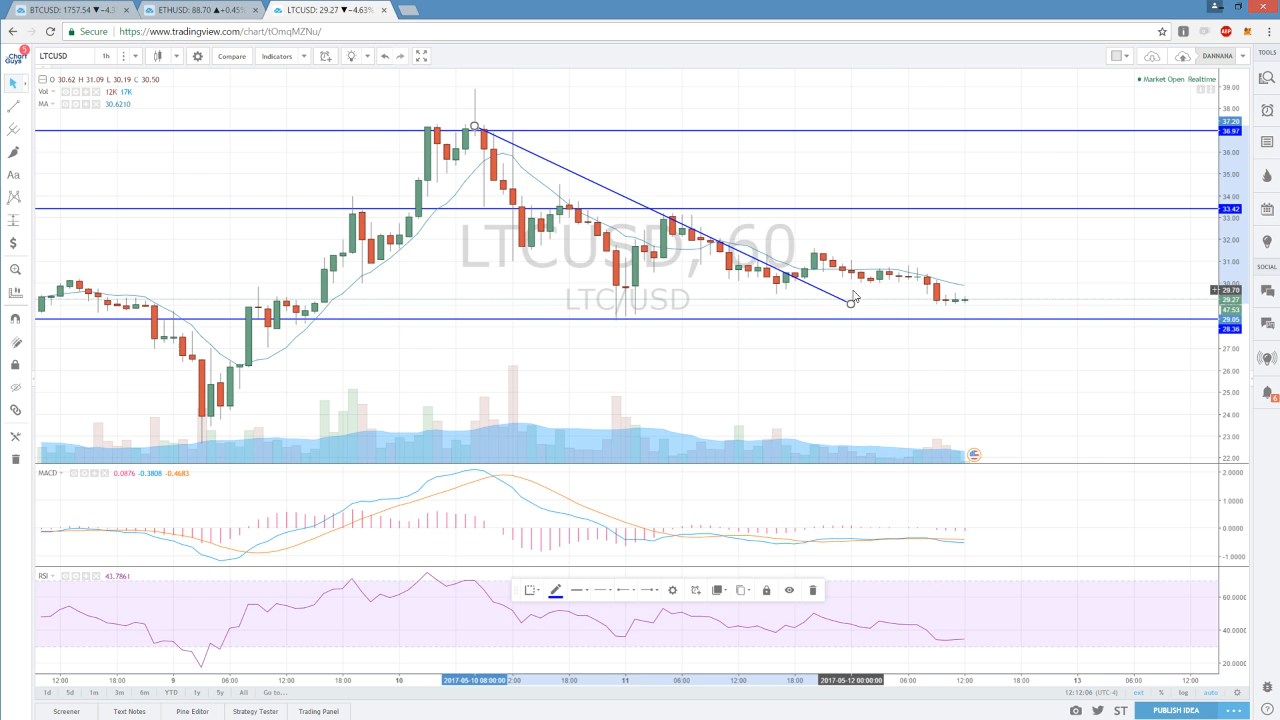 BTCUSD: 1757.54 ▼−4.3
ETHUSD: 88.70 ▲+0.45%
LTCUSD: 29.27 ▼−4.63%
Secure
https://www.tradingview.com/chart/tOmqMZNu/
ABP
5
Chart Guys
LTCUSD
1h
Compare
Indicators
DANNANA
TOOLS
O 30.62 H 31.09 L 30.19 C 30.50
Vol
12K 17K
MA
30.6210
Market Open Realtime
LTCUSD, 60
LTC/USD
39.00
38.00
37.20
36.97
36.00
35.00
34.00
33.42
33.00
32.00
31.00
30.00
29.70
29.27
47:53
29.05
28.36
27.00
26.00
25.00
24.00
23.00
22.00
SOCIAL
6
MACD
0.0876 -0.3808 -0.4683
2.0000
1.0000
0.0000
-1.0000
RSI
43.7861
60.0000
40.0000
20.0000
12:00
18:00
9
06:00
12:00
18:00
10
2017-05-10 08:00:00
2:00
18:00
11
06:00
12:00
18:00
2017-05-12 00:00:00
06:00
12:00
18:00
13
06:00
12:00
1d
5d
1m
3m
6m
YTD
1y
5y
All
Go to...
12:12:06 (UTC-4)
ext
%
log
auto
Screener
Text Notes
Pine Editor
Strategy Tester
Trading Panel
ST
PUBLISH IDEA